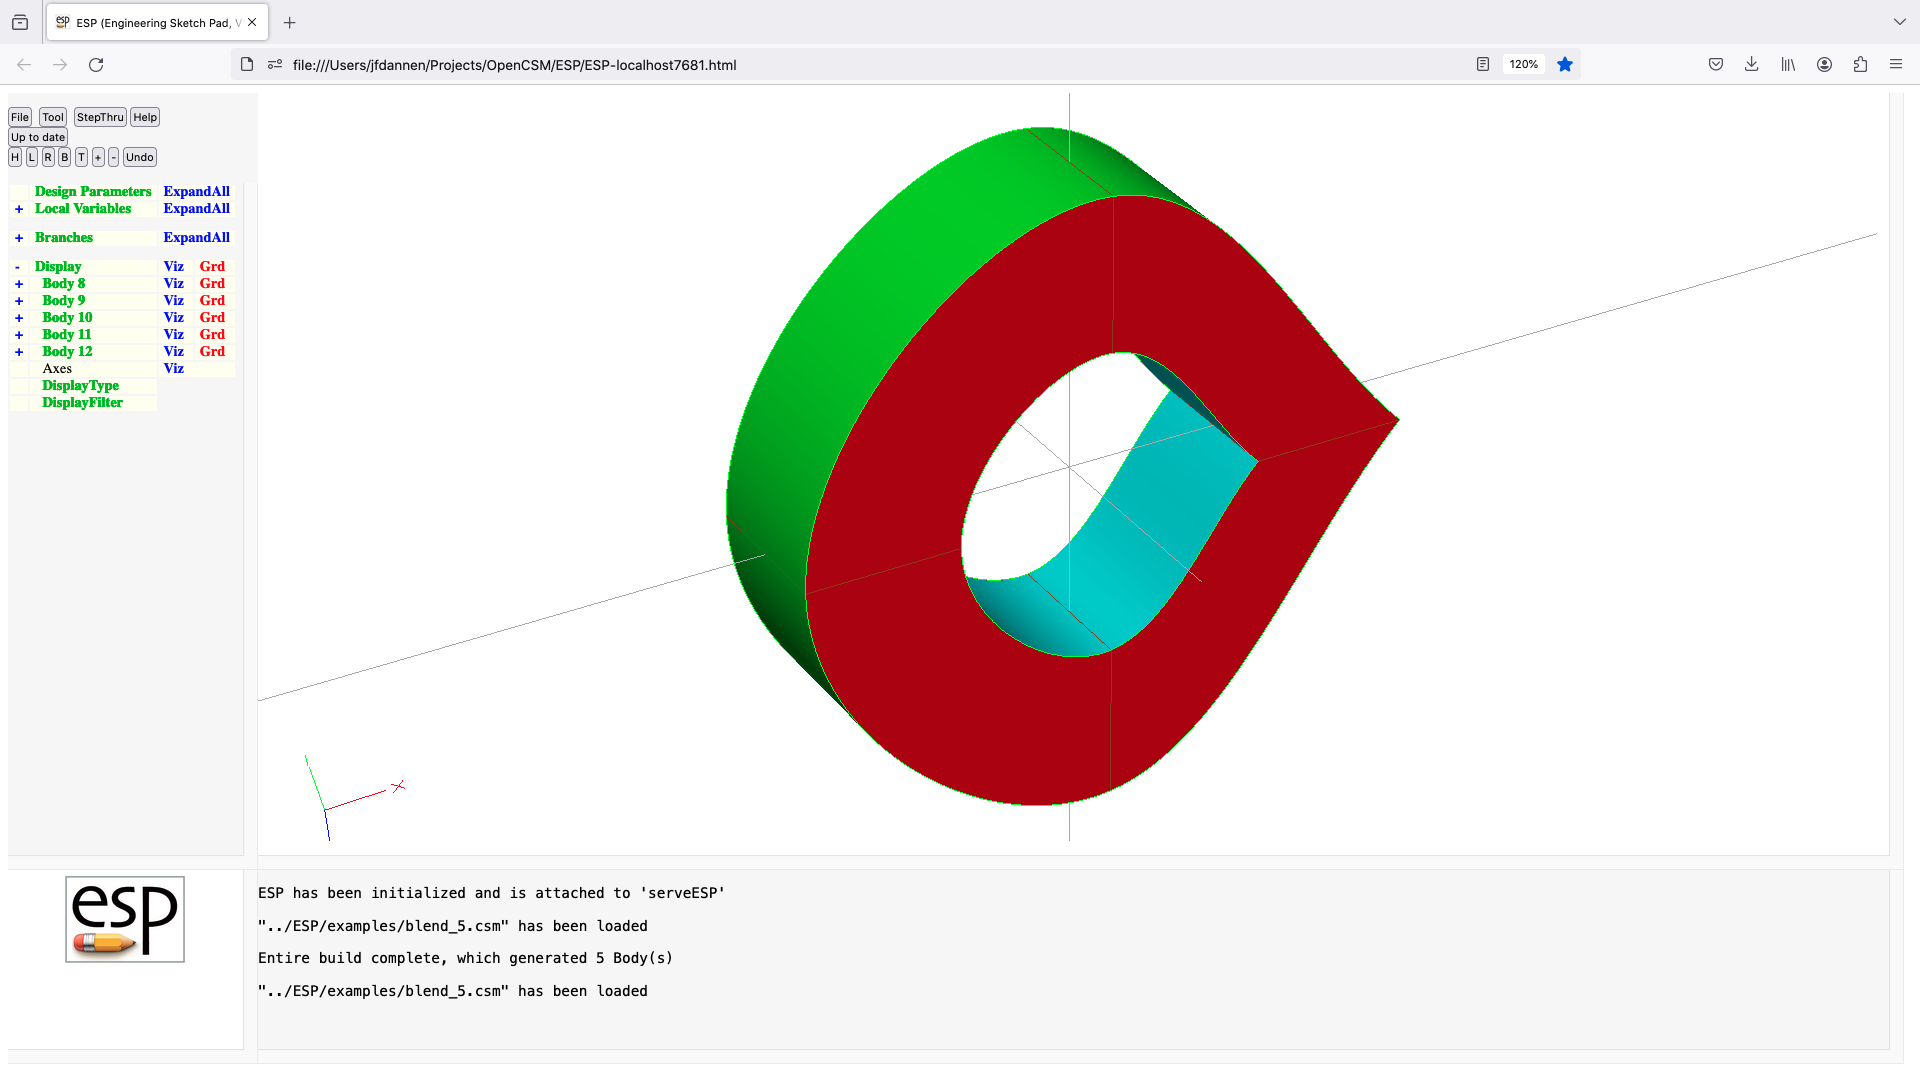 ESP (Engineering Sketch Pad, V
file:///Users/jfdannen/Projects/OpenCSM/ESP/ESP-localhost7681.html
120%
File Tool StepThru Help
Up to date
H L R B T + - Undo
Design Parameters ExpandAll
+ Local Variables ExpandAll
+ Branches ExpandAll
- Display Viz Grd
+ Body 8 Viz Grd
+ Body 9 Viz Grd
+ Body 10 Viz Grd
+ Body 11 Viz Grd
+ Body 12 Viz Grd
Axes Viz
DisplayType
DisplayFilter
X
esp
ESP has been initialized and is attached to 'serveESP'
"../ESP/examples/blend_5.csm" has been loaded
Entire build complete, which generated 5 Body(s)
"../ESP/examples/blend_5.csm" has been loaded